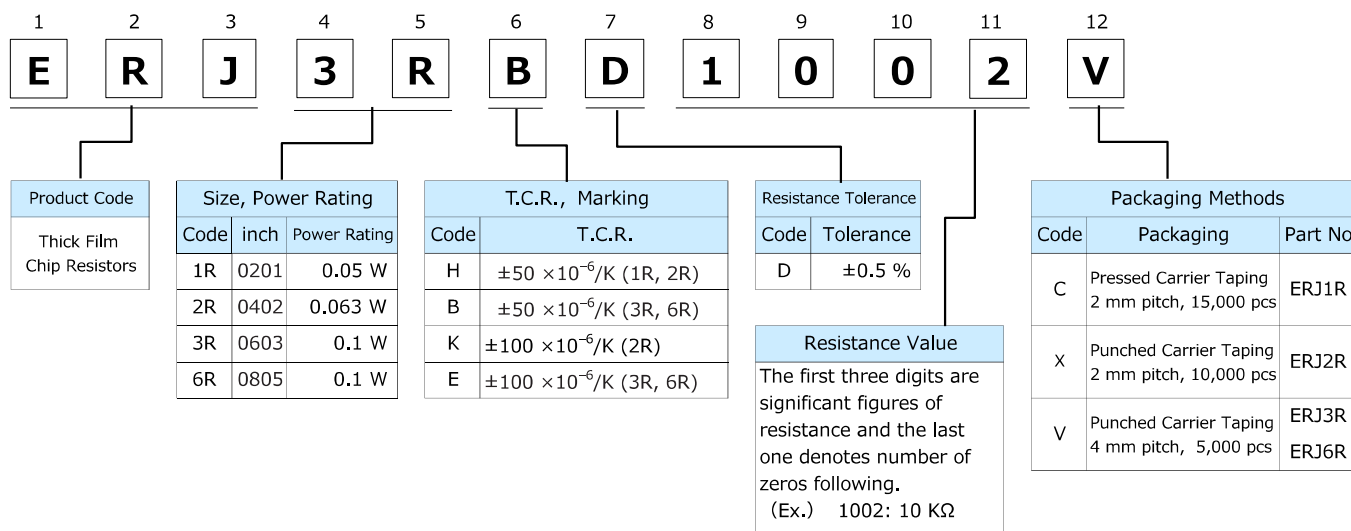 1 2 3 4 5 6 7 8 9 10 11 12
E R J 3 R B D 1 0 0 2 V
Product Code
Thick Film
Chip Resistors
Size, Power Rating
Code inch Power Rating
1R 0201 0.05 W
2R 0402 0.063 W
3R 0603 0.1 W
6R 0805 0.1 W
T.C.R., Marking
Code T.C.R.
H ±50 ×10⁻⁶/K (1R, 2R)
B ±50 ×10⁻⁶/K (3R, 6R)
K ±100 ×10⁻⁶/K (2R)
E ±100 ×10⁻⁶/K (3R, 6R)
Resistance Tolerance
Code Tolerance
D ±0.5 %
Resistance Value
The first three digits are
significant figures of
resistance and the last
one denotes number of
zeros following.
(Ex.) 1002: 10 KΩ
Packaging Methods
Code Packaging Part No
C Pressed Carrier Taping
2 mm pitch, 15,000 pcs ERJ1R
X Punched Carrier Taping
2 mm pitch, 10,000 pcs ERJ2R
V Punched Carrier Taping
4 mm pitch, 5,000 pcs
ERJ3R
ERJ6R